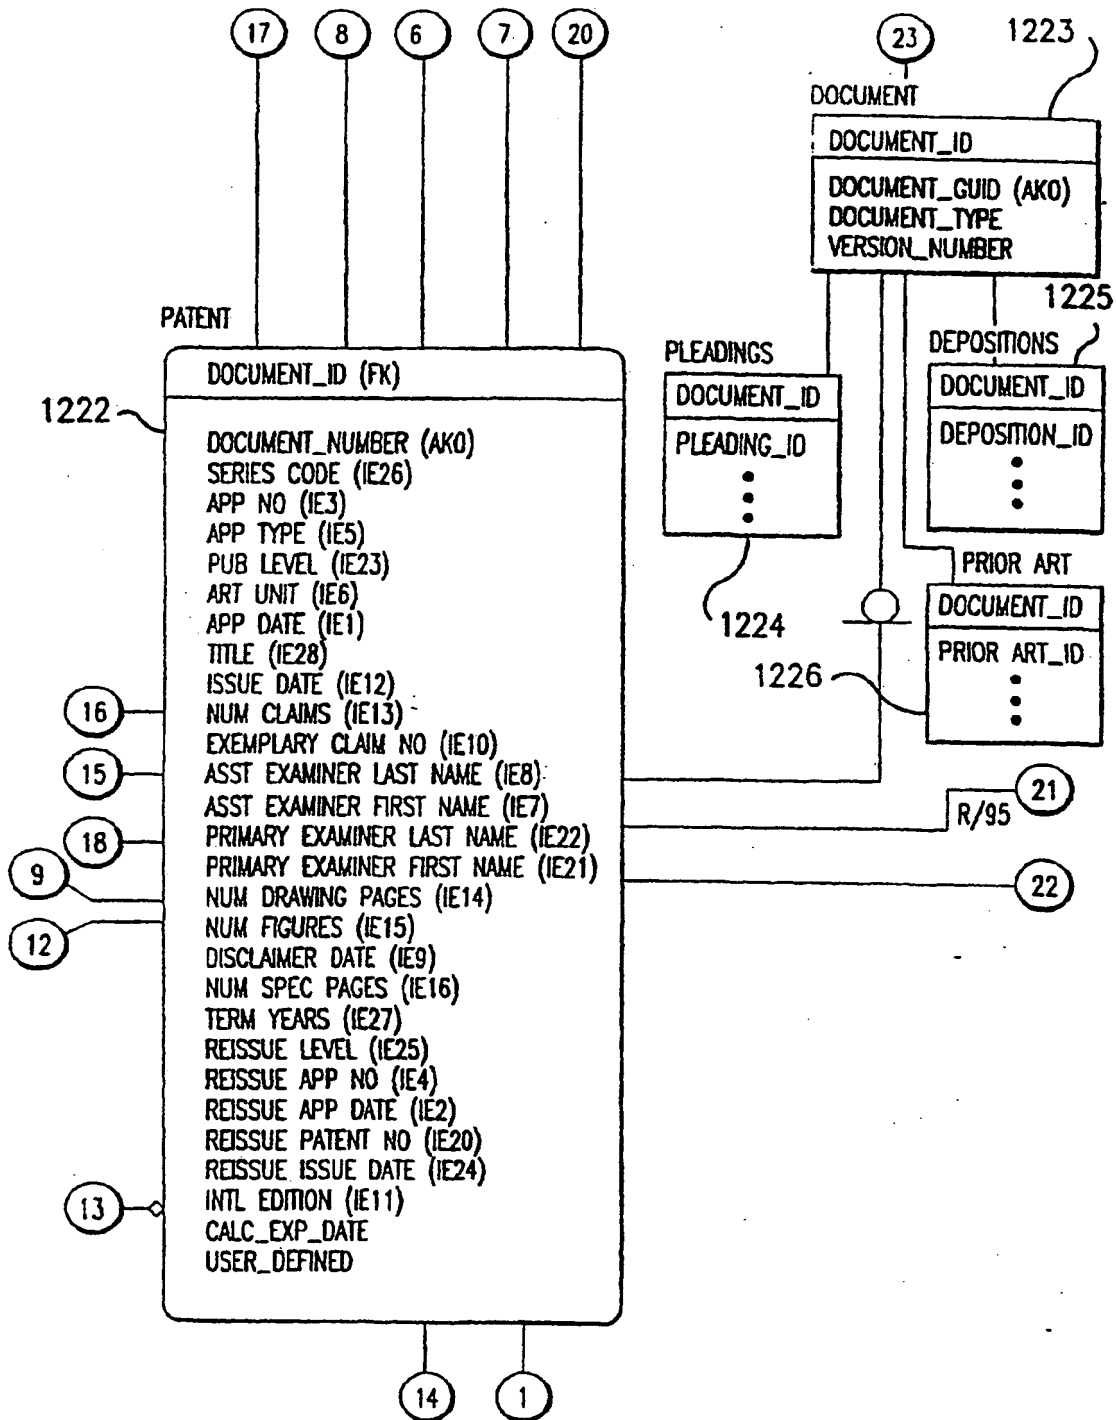 17 8 6 7 20 23 1223
DOCUMENT
DOCUMENT_ID
DOCUMENT_GUID (AK0)
DOCUMENT_TYPE
VERSION_NUMBER
1225
PATENT
DOCUMENT_ID (FK)
1222
DOCUMENT_NUMBER (AK0)
SERIES CODE (IE26)
APP NO (IE3)
APP TYPE (IE5)
PUB LEVEL (IE23)
ART UNIT (IE6)
APP DATE (IE1)
TITLE (IE28)
ISSUE DATE (IE12)
NUM CLAIMS (IE13)
EXEMPLARY CLAIM NO (IE10)
ASST EXAMINER LAST NAME (IE8)
ASST EXAMINER FIRST NAME (IE7)
PRIMARY EXAMINER LAST NAME (IE22)
PRIMARY EXAMINER FIRST NAME (IE21)
NUM DRAWING PAGES (IE14)
NUM FIGURES (IE15)
DISCLAIMER DATE (IE9)
NUM SPEC PAGES (IE16)
TERM YEARS (IE27)
REISSUE LEVEL (IE25)
REISSUE APP NO (IE4)
REISSUE APP DATE (IE2)
REISSUE PATENT NO (IE20)
REISSUE ISSUE DATE (IE24)
INTL EDITION (IE11)
CALC_EXP_DATE
USER_DEFINED
16
15
18
9
12
13
14 1
PLEADINGS
DOCUMENT_ID
PLEADING_ID
1224
DEPOSITIONS
DOCUMENT_ID
DEPOSITION_ID
PRIOR ART
DOCUMENT_ID
PRIOR ART_ID
1226
21
R/95
22